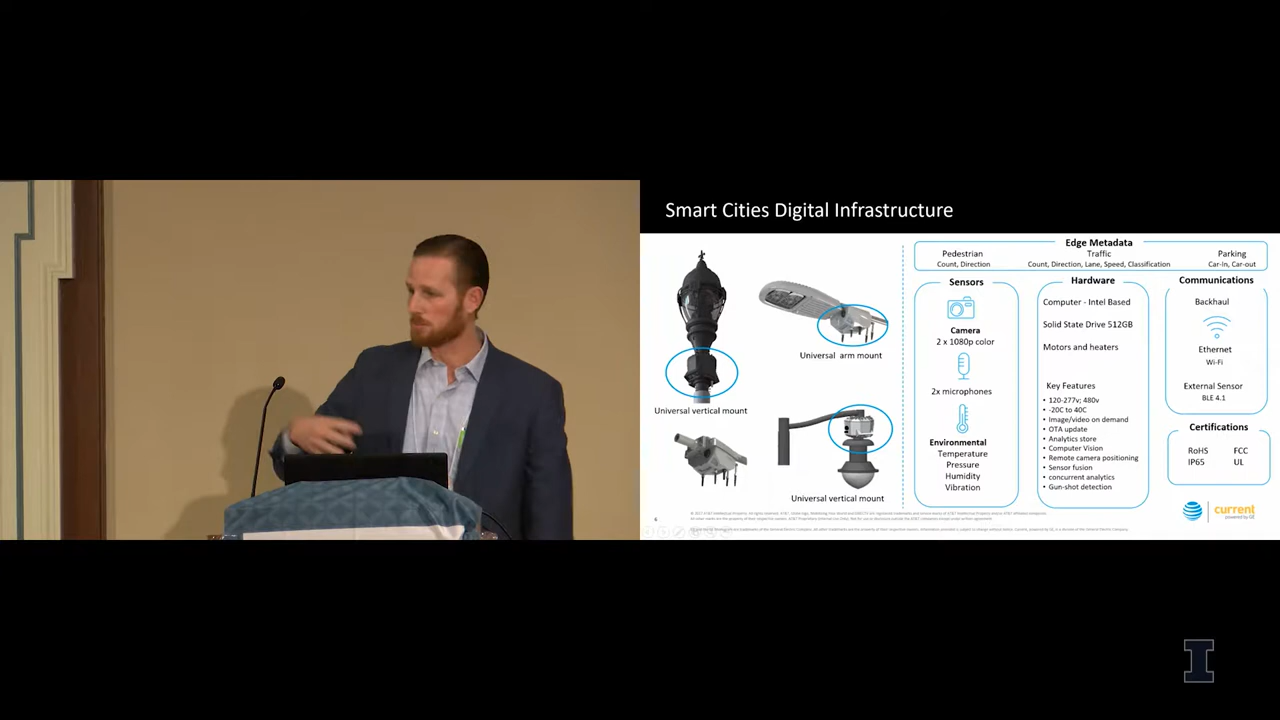 Smart Cities Digital Infrastructure
Universal vertical mount
Universal arm mount
Universal vertical mount
Edge Metadata
Pedestrian
Count, Direction
Traffic
Count, Direction, Lane, Speed, Classification
Parking
Car-In, Car-out
Sensors
Camera
2 x 1080p color
2x microphones
Environmental
Temperature
Pressure
Humidity
Vibration
Hardware
Computer - Intel Based
Solid State Drive 512GB
Motors and heaters
Key Features
• 120-277v; 480v
• -20C to 40C
• Image/video on demand
• OTA update
• Analytics store
• Computer Vision
• Remote camera positioning
• Sensor fusion
• concurrent analytics
• Gun-shot detection
Communications
Backhaul
Ethernet
Wi-Fi
External Sensor
BLE 4.1
Certifications
RoHS FCC
IP65 UL
AT&T
current
powered by GE
6
I